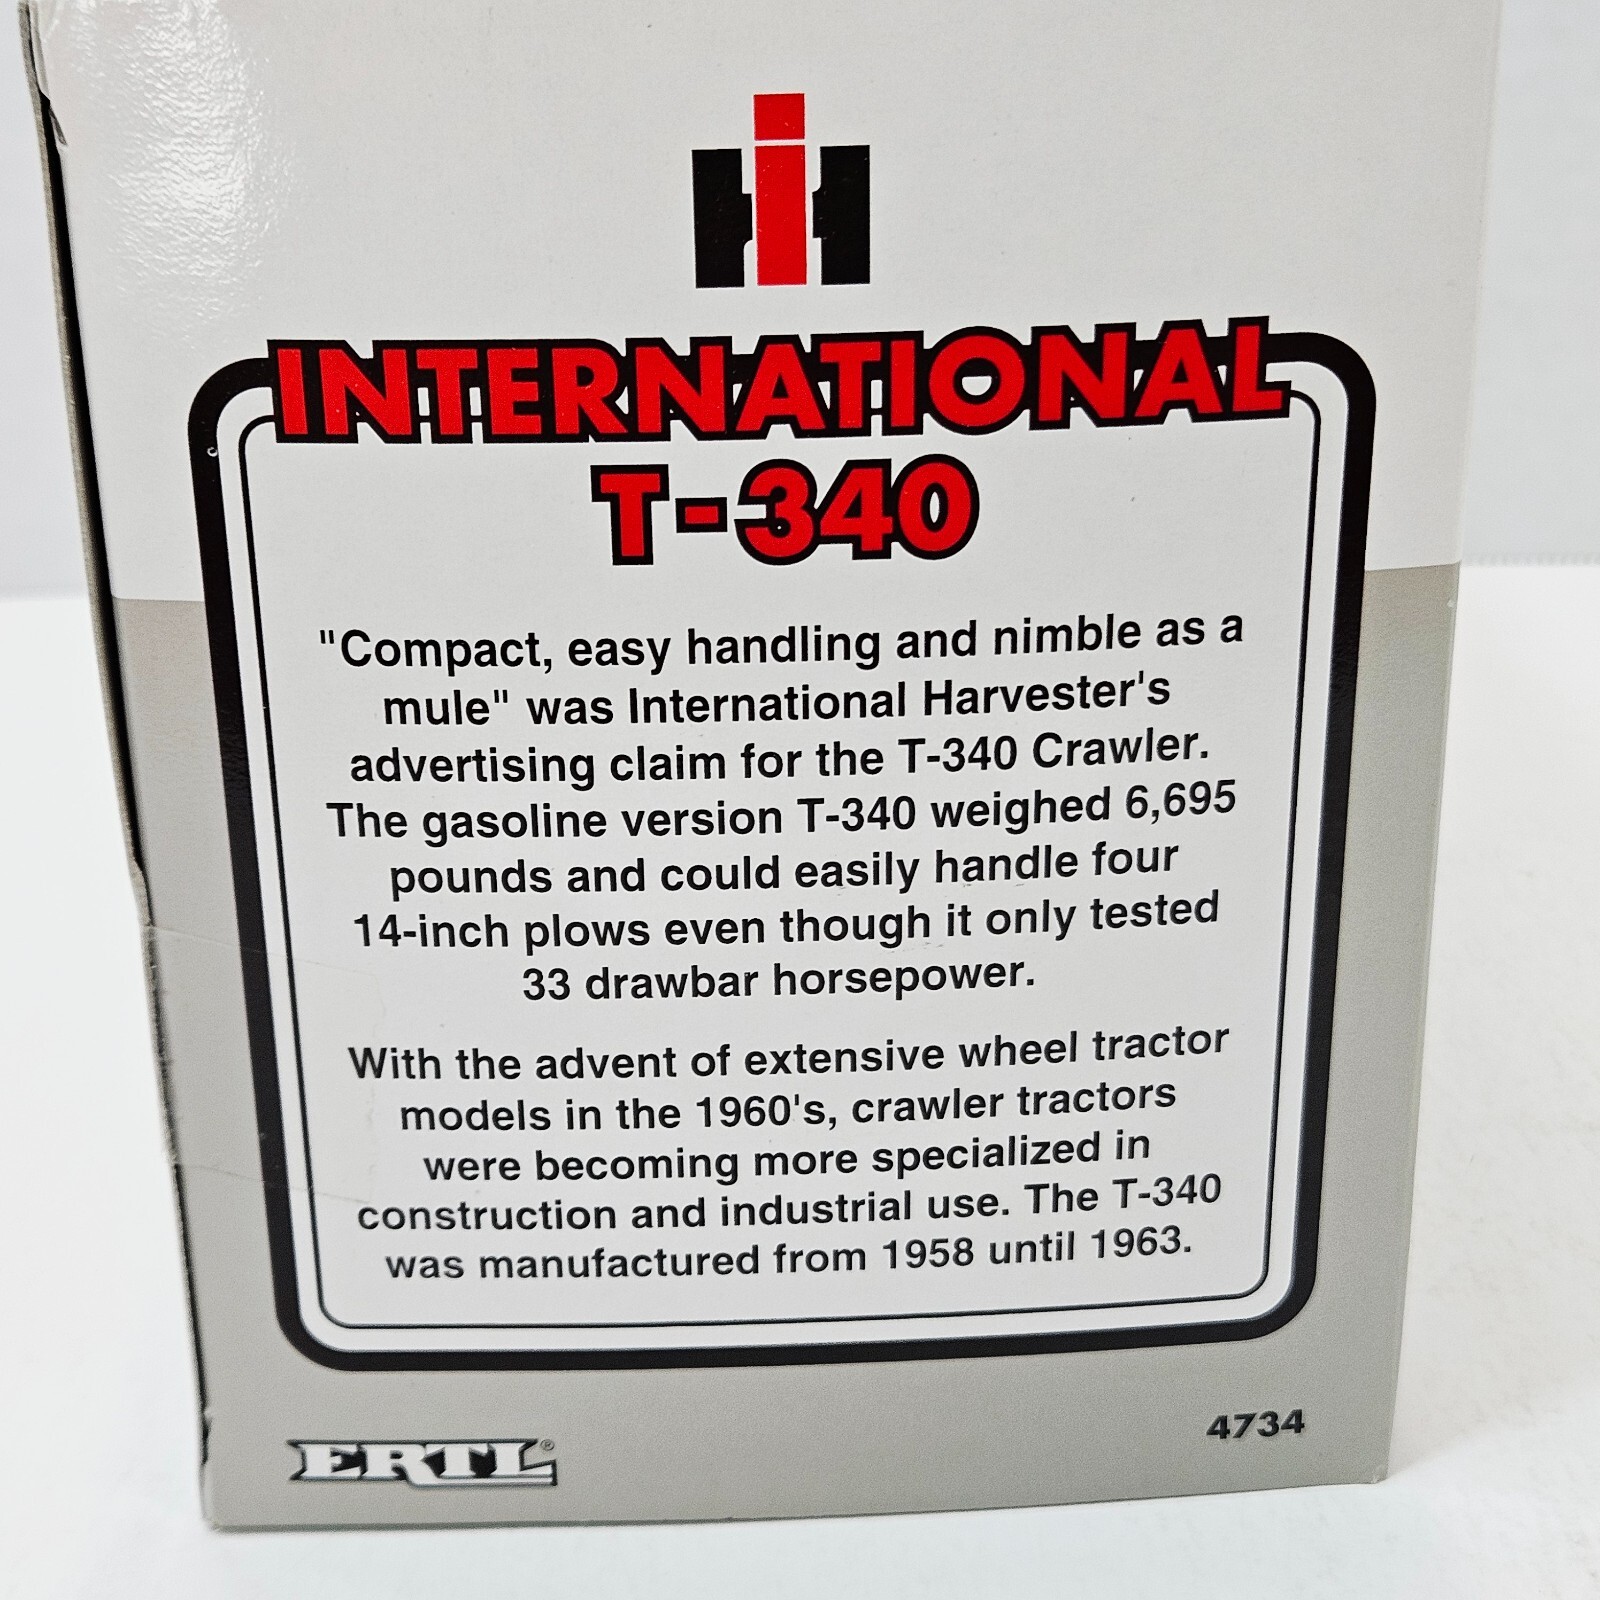 IH
INTERNATIONAL
T-340
"Compact, easy handling and nimble as a
mule" was International Harvester's
advertising claim for the T-340 Crawler.
The gasoline version T-340 weighed 6,695
pounds and could easily handle four
14-inch plows even though it only tested
33 drawbar horsepower.
With the advent of extensive wheel tractor
models in the 1960's, crawler tractors
were becoming more specialized in
construction and industrial use. The T-340
was manufactured from 1958 until 1963.
4734
ERTL®